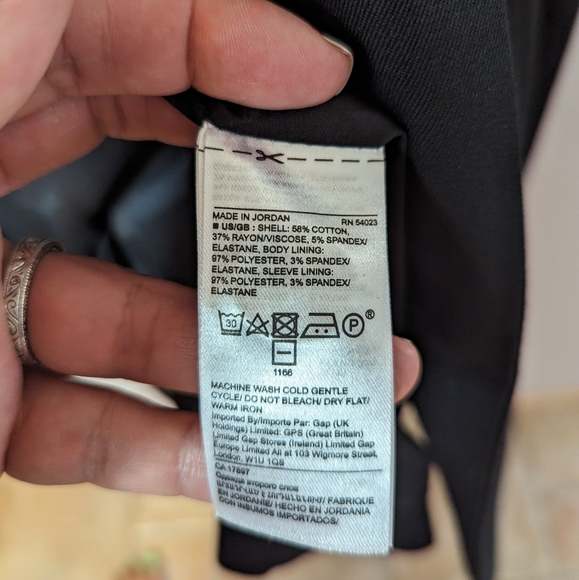 MADE IN JORDAN RN 54023
■ US/GB : SHELL: 58% COTTON,
37% RAYON/VISCOSE, 5% SPANDEX/
ELASTANE, BODY LINING:
97% POLYESTER, 3% SPANDEX/
ELASTANE, SLEEVE LINING:
97% POLYESTER, 3% SPANDEX/
ELASTANE
30 P ®
1166
MACHINE WASH COLD GENTLE
CYCLE/ DO NOT BLEACH/ DRY FLAT/
WARM IRON
Imported By/Importe Par: Gap (UK
Holdings) Limited: GPS (Great Britain)
Limited Gap Stores (Ireland) Limited Gap
Europe Limited All at 103 Wigmore Street,
London. W1U 1QS
CA 17897
FABRIQUE
EN JORDANIE/ HECHO EN JORDANIA
CON INSUMOS IMPORTADOS/